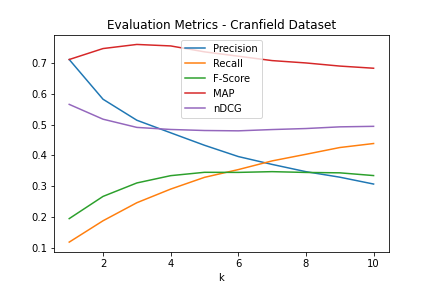 Evaluation Metrics - Cranfield Dataset
0.7
0.6
0.5
0.4
0.3
0.2
0.1
Precision
Recall
F-Score
MAP
nDCG
2 4 6 8 10
k